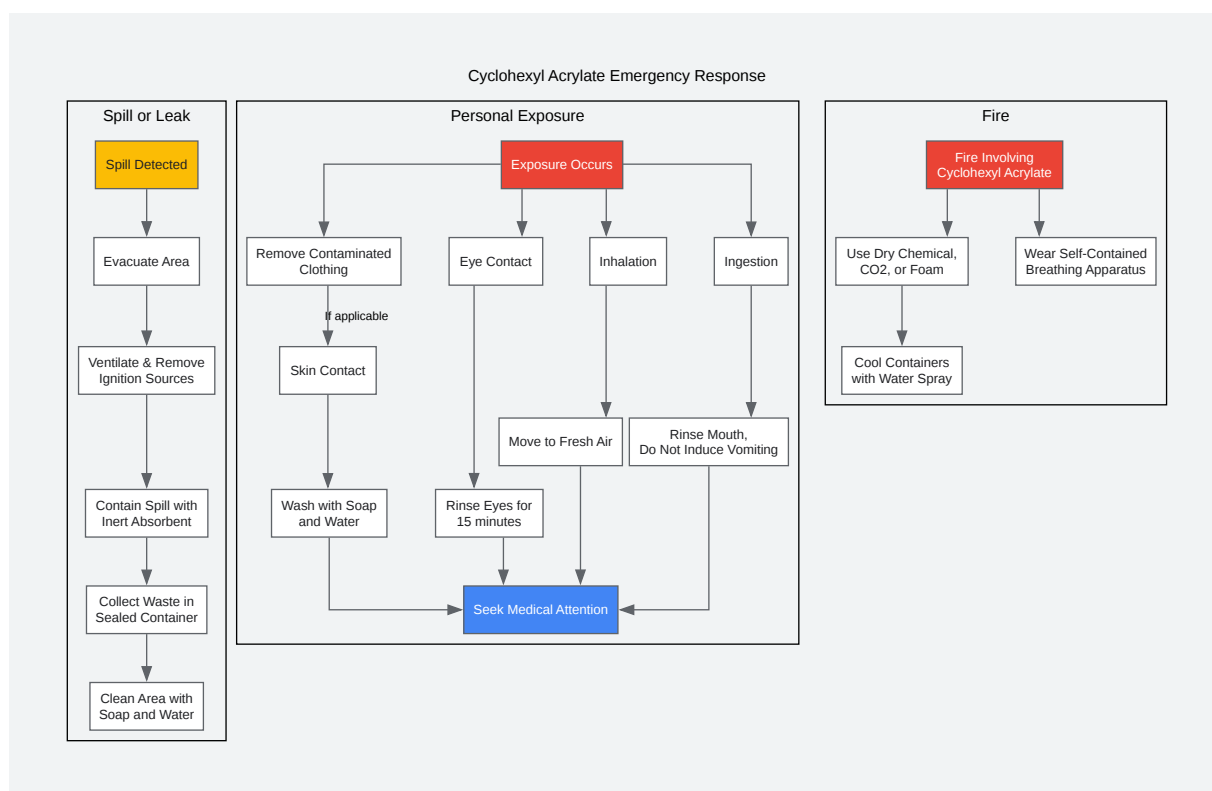 Cyclohexyl Acrylate Emergency Response
Spill or Leak
Spill Detected
Evacuate Area
Ventilate & Remove
Ignition Sources
Contain Spill with
Inert Absorbent
Collect Waste in
Sealed Container
Clean Area with
Soap and Water
Personal Exposure
Exposure Occurs
Remove Contaminated
Clothing
If applicable
Skin Contact
Wash with Soap
and Water
Eye Contact
Rinse Eyes for
15 minutes
Inhalation
Move to Fresh Air
Ingestion
Rinse Mouth,
Do Not Induce Vomiting
Seek Medical Attention
Fire
Fire Involving
Cyclohexyl Acrylate
Use Dry Chemical,
CO2, or Foam
Cool Containers
with Water Spray
Wear Self-Contained
Breathing Apparatus